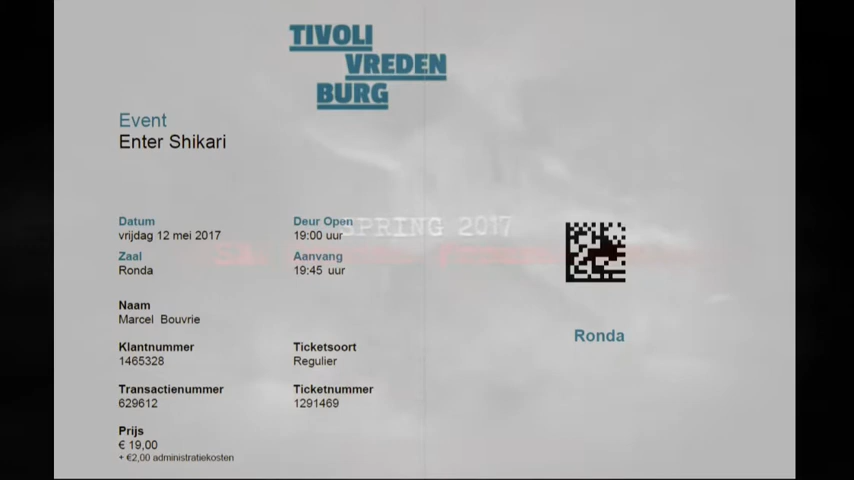 TIVOLI
VREDEN
BURG
Event
Enter Shikari
Datum
vrijdag 12 mei 2017
Deur Open
19:00 uur
SPRING 2017
Zaal
Ronda
Aanvang
19:45 uur
Naam
Marcel Bouvrie
Klantnummer
1465328
Ticketsoort
Regulier
Transactienummer
629612
Ticketnummer
1291469
Prijs
€ 19,00
+ €2,00 administratiekosten
Ronda